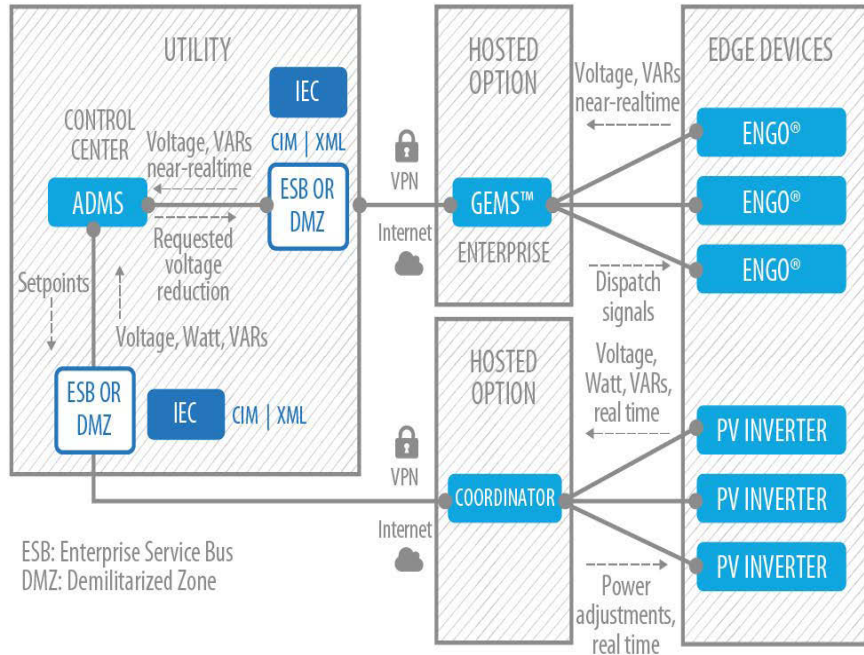 UTILITY
IEC
CONTROL
CENTER
Voltage, VARs
near-realtime
CIM | XML
ADMS
ESB OR
DMZ
Requested
voltage
reduction
Setpoints
Voltage, Watt, VARs
ESB OR
DMZ
IEC
CIM | XML
VPN
Internet
HOSTED
OPTION
GEMS™
ENTERPRISE
EDGE DEVICES
Voltage, VARs
near-realtime
ENGO®
ENGO®
ENGO®
Dispatch
signals
HOSTED
OPTION
Voltage,
Watt, VARs,
real time
VPN
Internet
COORDINATOR
PV INVERTER
PV INVERTER
PV INVERTER
Power
adjustments,
real time
ESB: Enterprise Service Bus
DMZ: Demilitarized Zone